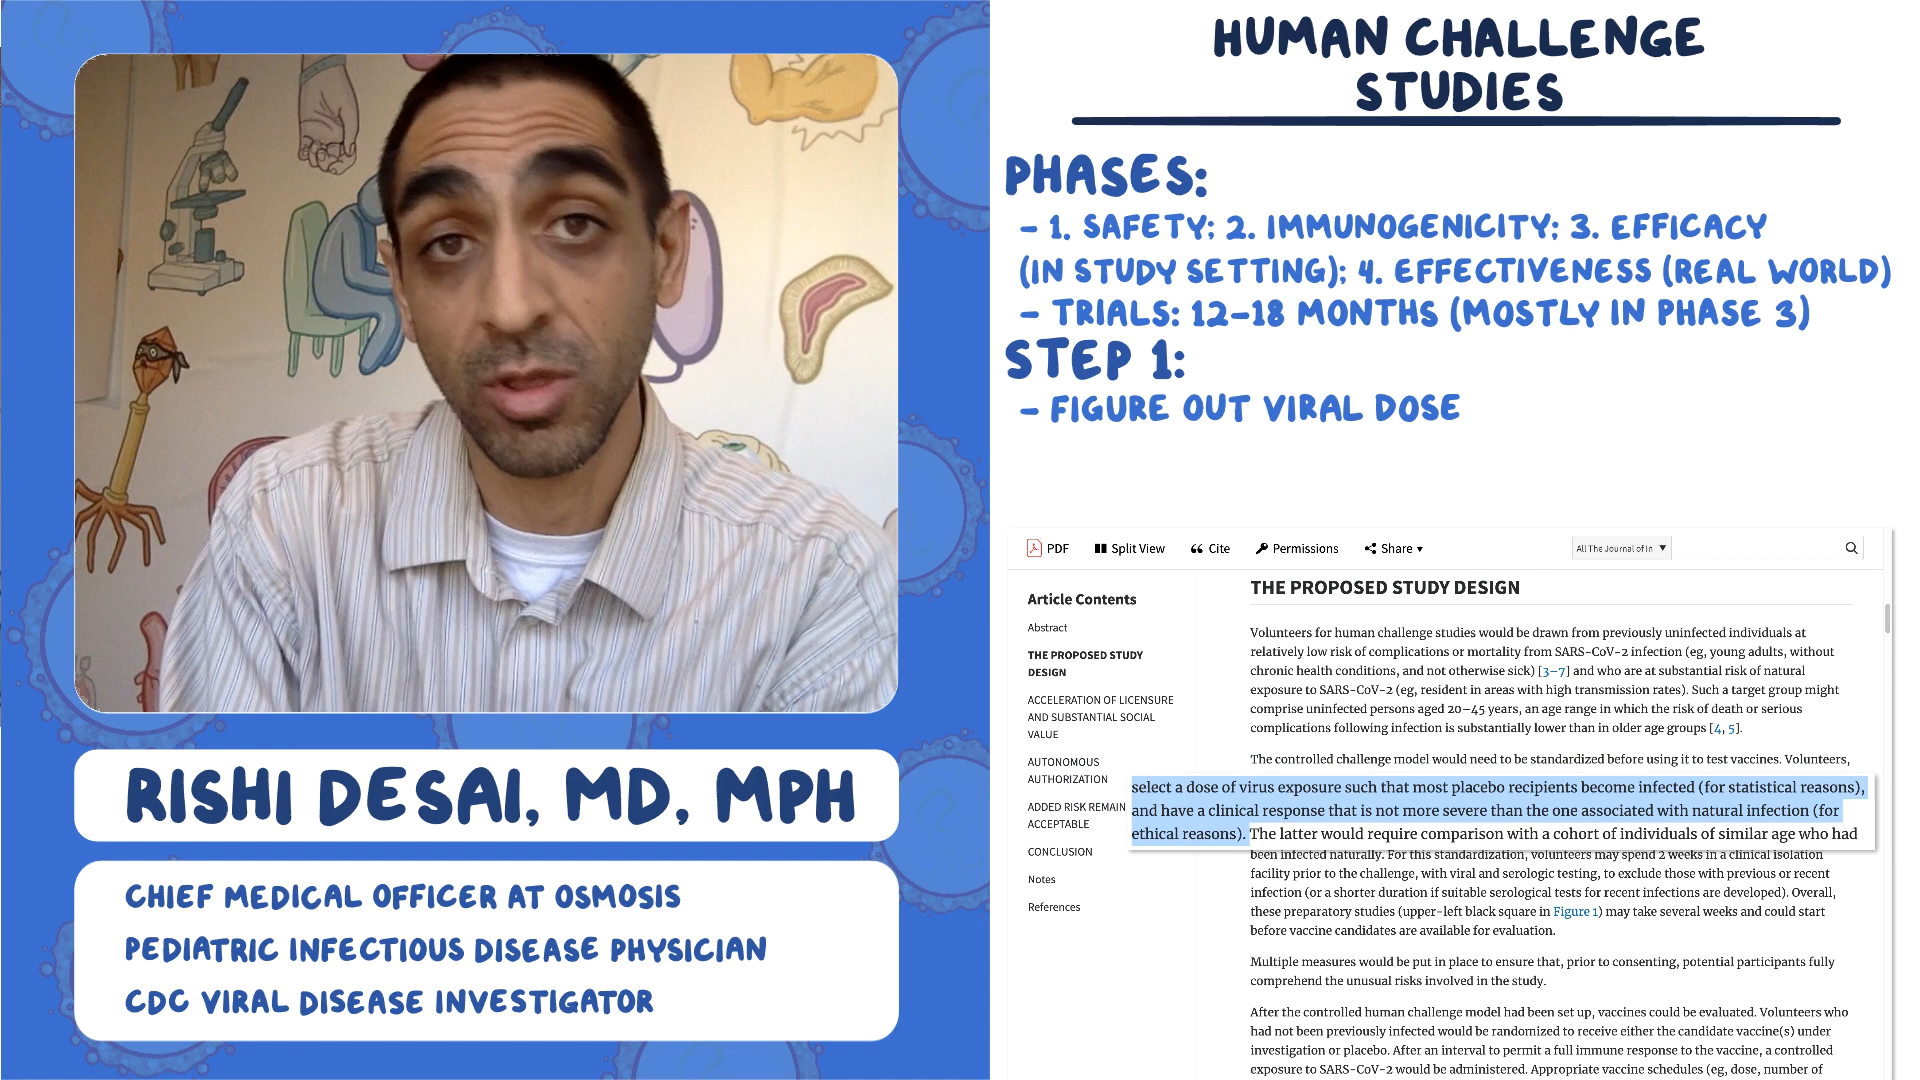 RISHI DESAI, MD, MPH
CHIEF MEDICAL OFFICER AT OSMOSIS
PEDIATRIC INFECTIOUS DISEASE PHYSICIAN
CDC VIRAL DISEASE INVESTIGATOR
HUMAN CHALLENGE
STUDIES
PHASES:
- 1. SAFETY; 2. IMMUNOGENICITY; 3. EFFICACY
(IN STUDY SETTING); 4. EFFECTIVENESS (REAL WORLD)
- TRIALS: 12-18 MONTHS (MOSTLY IN PHASE 3)
STEP 1:
- FIGURE OUT VIRAL DOSE
PDF Split View Cite Permissions Share All The Journal of In
Article Contents
Abstract
THE PROPOSED STUDY
DESIGN
ACCELERATION OF LICENSURE
AND SUBSTANTIAL SOCIAL
VALUE
AUTONOMOUS
AUTHORIZATION
ADDED RISK REMAIN
ACCEPTABLE
CONCLUSION
Notes
References
THE PROPOSED STUDY DESIGN
Volunteers for human challenge studies would be drawn from previously uninfected individuals at
relatively low risk of complications or mortality from SARS-CoV-2 infection (eg, young adults, without
chronic health conditions, and not otherwise sick) [3–7] and who are at substantial risk of natural
exposure to SARS-CoV-2 (eg, resident in areas with high transmission rates). Such a target group might
comprise uninfected persons aged 20–45 years, an age range in which the risk of death or serious
complications following infection is substantially lower than in older age groups [4, 5].
The controlled challenge model would need to be standardized before using it to test vaccines. Volunteers,
select a dose of virus exposure such that most placebo recipients become infected (for statistical reasons),
and have a clinical response that is not more severe than the one associated with natural infection (for
ethical reasons). The latter would require comparison with a cohort of individuals of similar age who had
been infected naturally. For this standardization, volunteers may spend 2 weeks in a clinical isolation
facility prior to the challenge, with viral and serologic testing, to exclude those with previous or recent
infection (or a shorter duration if suitable serological tests for recent infections are developed). Overall,
these preparatory studies (upper-left black square in Figure 1) may take several weeks and could start
before vaccine candidates are available for evaluation.
Multiple measures would be put in place to ensure that, prior to consenting, potential participants fully
comprehend the unusual risks involved in the study.
After the controlled human challenge model had been set up, vaccines could be evaluated. Volunteers who
had not been previously infected would be randomized to receive either the candidate vaccine(s) under
investigation or placebo. After an interval to permit a full immune response to the vaccine, a controlled
exposure to SARS-CoV-2 would be administered. Appropriate vaccine schedules (eg, dose, number of